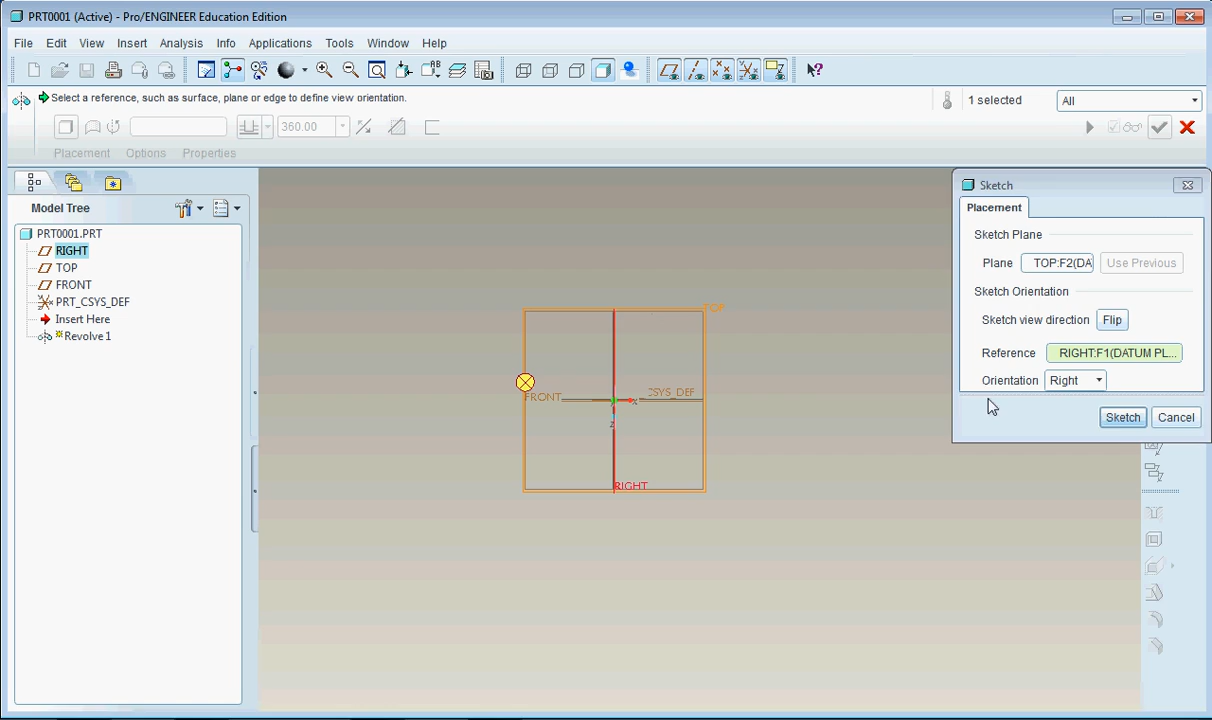 PRT0001 (Active) - Pro/ENGINEER Education Edition
File Edit View Insert Analysis Info Applications Tools Window Help
Select a reference, such as surface, plane or edge to define view orientation.
1 selected
All
360.00
Placement Options Properties
Model Tree
PRT0001.PRT
RIGHT
TOP
FRONT
PRT_CSYS_DEF
Insert Here
Revolve 1
TOP
FRONT
CSYS_DEF
x
z
RIGHT
Sketch
Placement
Sketch Plane
Plane TOP:F2(DA Use Previous
Sketch Orientation
Sketch view direction Flip
Reference RIGHT:F1(DATUM PL...
Orientation Right
Sketch Cancel